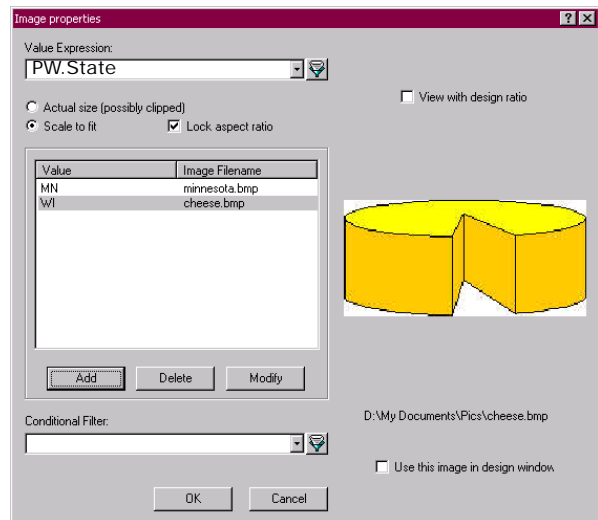 Image properties
Value Expression:
PW.State
View with design ratio
Actual size (possibly clipped)
Scale to fit
Lock aspect ratio
Value Image Filename
MN minnesota.bmp
WI cheese.bmp
Add Delete Modify
D:\My Documents\Pics\cheese.bmp
Conditional Filter:
Use this image in design window
OK Cancel